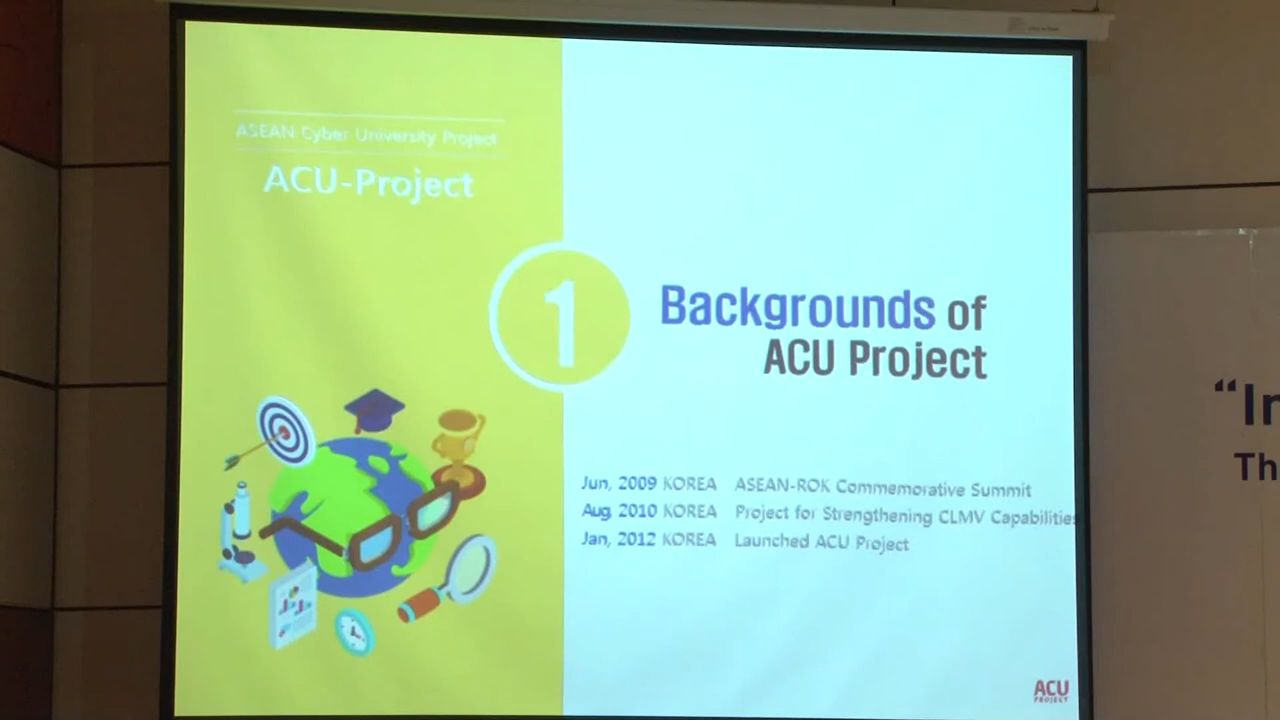 ASEAN Cyber University Project
ACU-Project
1
Backgrounds of
ACU Project
Jun, 2009 KOREA ASEAN-ROK Commemorative Summit
Aug, 2010 KOREA Project for Strengthening CLMV Capabilities
Jan, 2012 KOREA Launched ACU Project
ACU
PROJECT
“In
Th